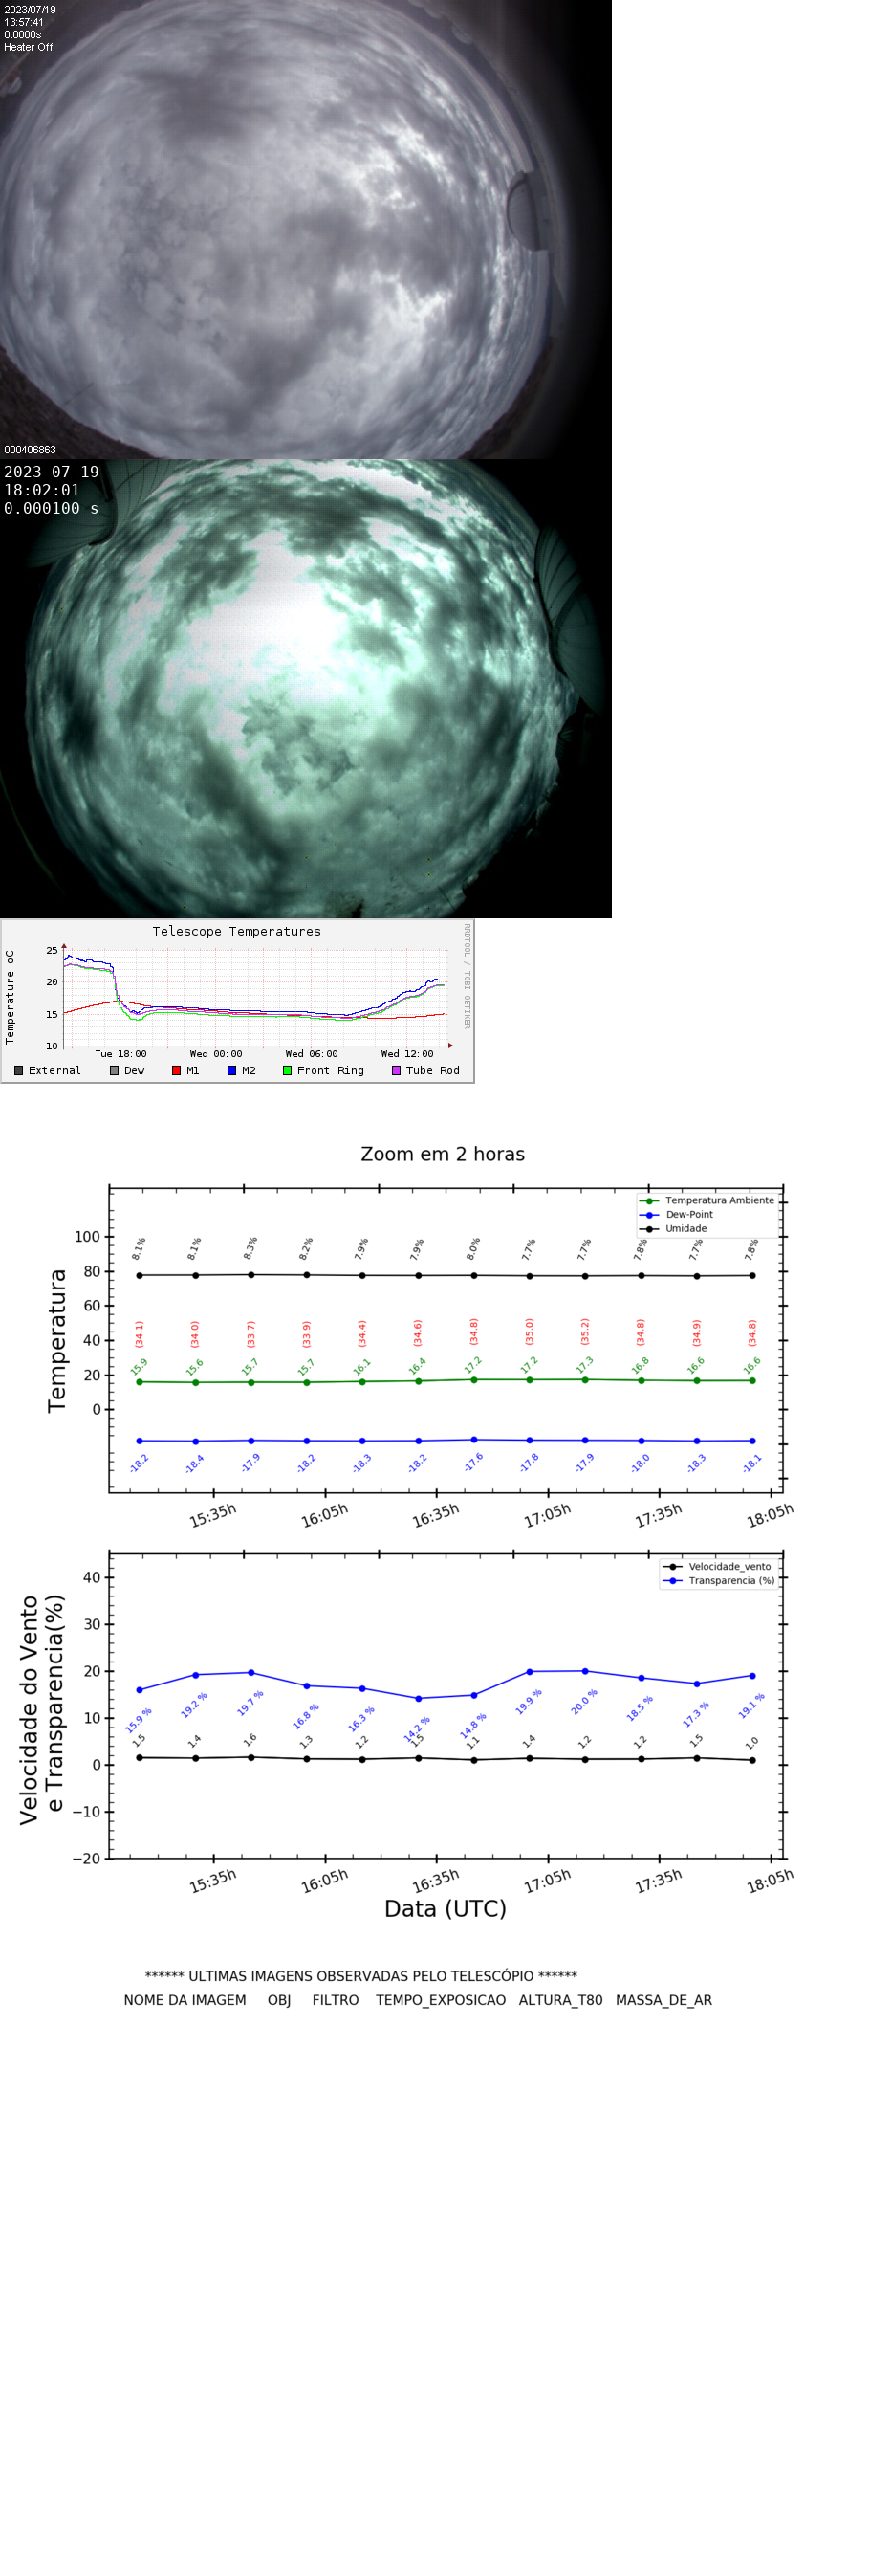 2023/07/19
13:57:41
0.0000s
Heater Off
000406863
2023-07-19
18:02:01
0.000100 s
Telescope Temperatures
RRDTOOL / TOBI OETIKER
Temperature oC
25
20
15
10
Tue 18:00 Wed 00:00 Wed 06:00 Wed 12:00
External Dew M1 M2 Front Ring Tube Rod
Zoom em 2 horas
Temperatura Ambiente
Dew-Point
Umidade
Temperatura
100
80
60
40
20
0
8.1% 8.1% 8.3% 8.2% 7.9% 7.9% 8.0% 7.7% 7.7% 7.8% 7.7% 7.8%
(34.1) (34.0) (33.7) (33.9) (34.4) (34.6) (34.8) (35.0) (35.2) (34.8) (34.9) (34.8)
15.9 15.6 15.7 15.7 16.1 16.4 17.2 17.2 17.3 16.8 16.6 16.6
-18.2 -18.4 -17.9 -18.2 -18.3 -18.2 -17.6 -17.8 -17.9 -18.0 -18.3 -18.1
15:35h 16:05h 16:35h 17:05h 17:35h 18:05h
Velocidade_vento
Transparencia (%)
Velocidade do Vento
e Transparencia(%)
40
30
20
10
0
−10
−20
15.9 % 19.2 % 19.7 % 16.8 % 16.3 % 14.2 % 14.8 % 19.9 % 20.0 % 18.5 % 17.3 % 19.1 %
1.5 1.4 1.6 1.3 1.2 1.5 1.1 1.4 1.2 1.2 1.5 1.0
15:35h 16:05h 16:35h 17:05h 17:35h 18:05h
Data (UTC)
****** ULTIMAS IMAGENS OBSERVADAS PELO TELESCÓPIO ******
NOME DA IMAGEM OBJ FILTRO TEMPO_EXPOSICAO ALTURA_T80 MASSA_DE_AR